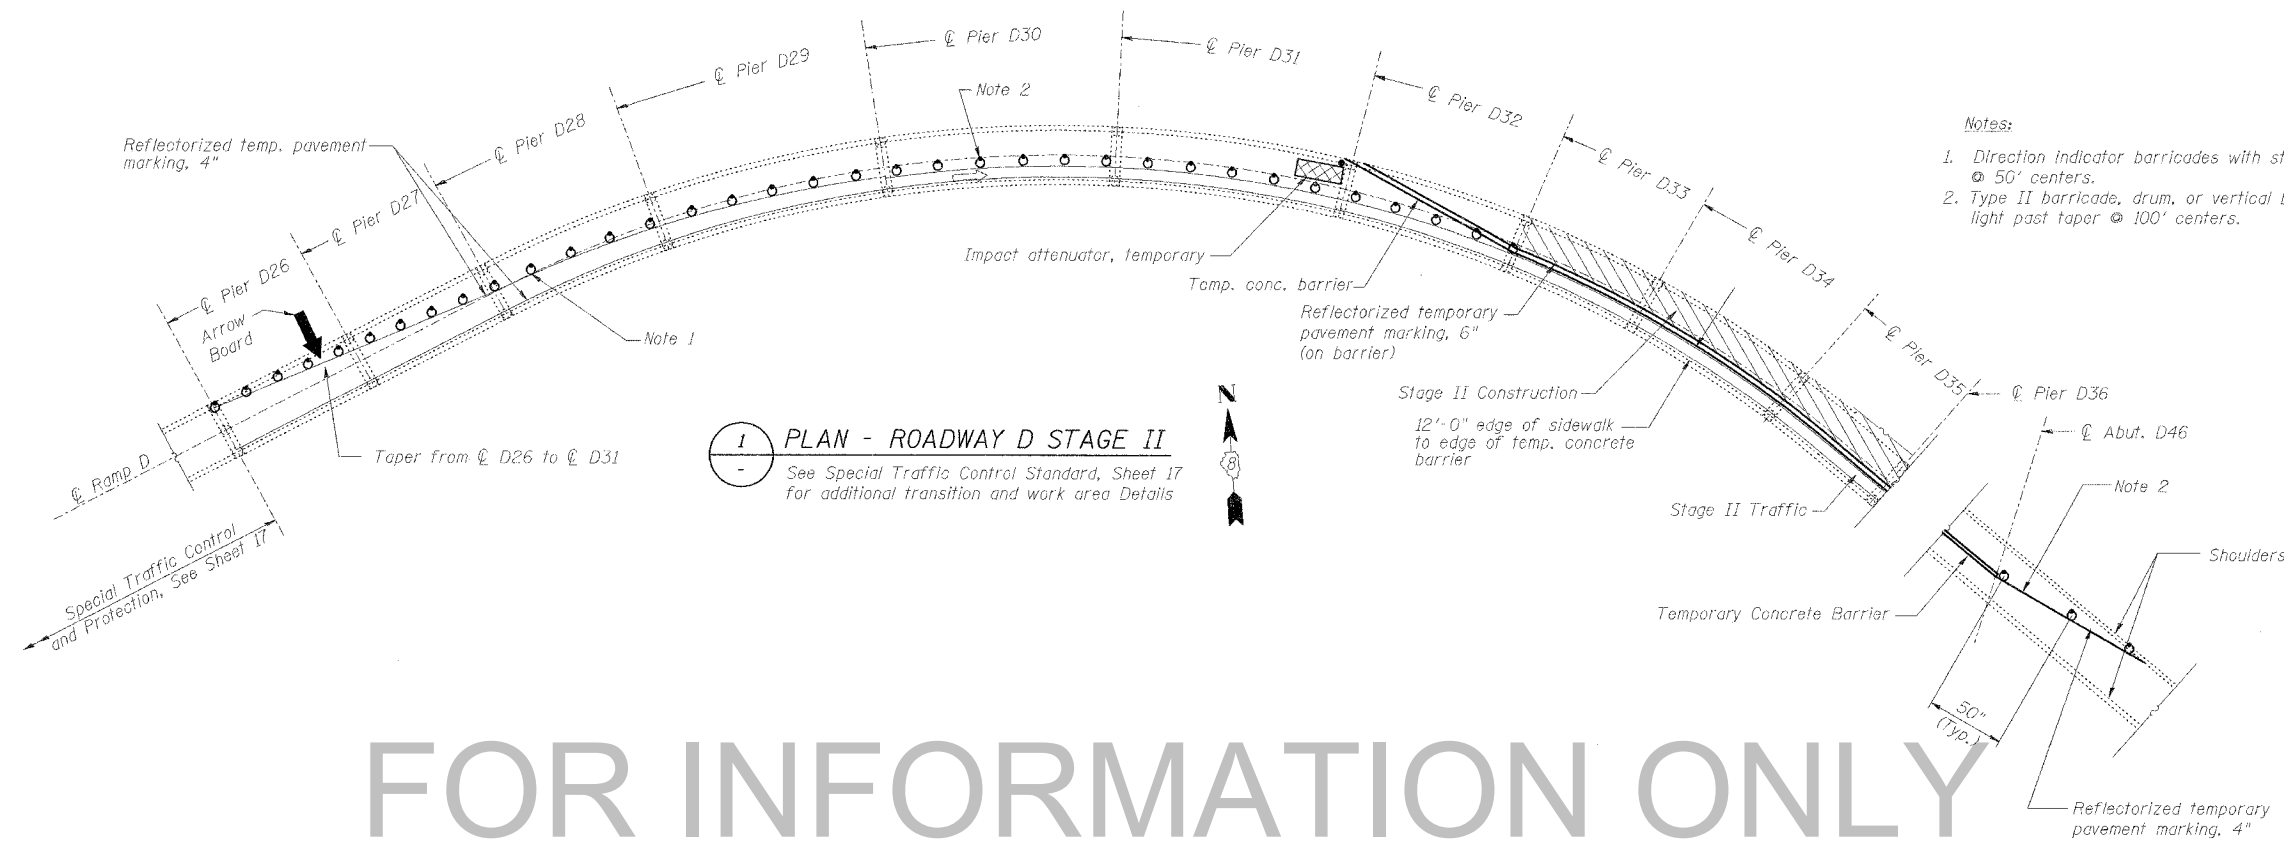 ℄ Pier D26
℄ Pier D27
℄ Pier D28
℄ Pier D29
℄ Pier D30
℄ Pier D31
℄ Pier D32
℄ Pier D33
℄ Pier D34
℄ Pier D35
℄ Pier D36
℄ Abut. D46
Reflectorized temp. pavement
marking, 4"
Note 2
Arrow
Board
Note 1
Taper from ℄ D26 to ℄ D31
℄ Ramp D
Special Traffic Control
and Protection, See Sheet 17
Impact attenuator, temporary
Temp. conc. barrier
Reflectorized temporary
pavement marking, 6"
(on barrier)
Stage II Construction
12'-0" edge of sidewalk
to edge of temp. concrete
barrier
Stage II Traffic
1
-
PLAN - ROADWAY D STAGE II
See Special Traffic Control Standard, Sheet 17
for additional transition and work area Details
N
8
Notes:
1. Direction indicator barricades with
@ 50' centers.
2. Type II barricade, drum, or vertical
light past taper @ 100' centers.
Note 2
Shoulders
Temporary Concrete Barrier
50"
(Typ.)
Reflectorized temporary
pavement marking, 4"
FOR INFORMATION ONLY